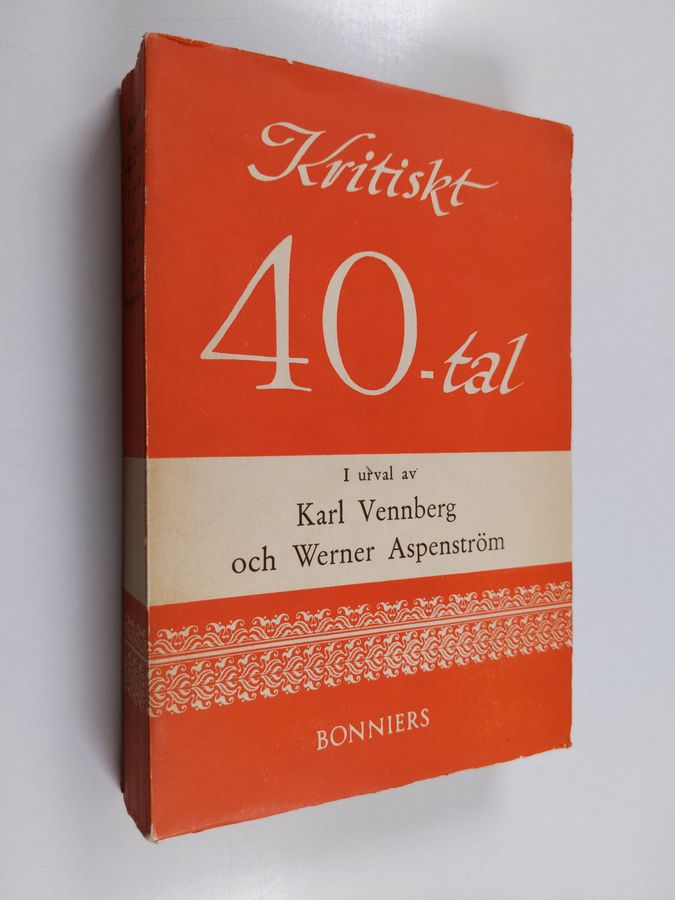 Kritiskt
40-tal
I urval av
Karl Vennberg
och Werner Aspenström
BONNIERS